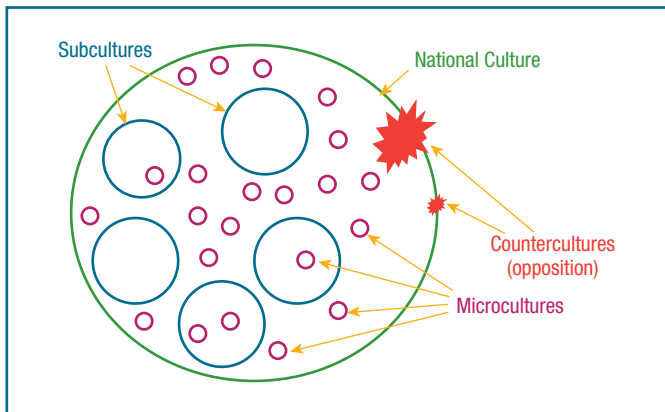 Subcultures
National Culture
Countercultures
(opposition)
Microcultures